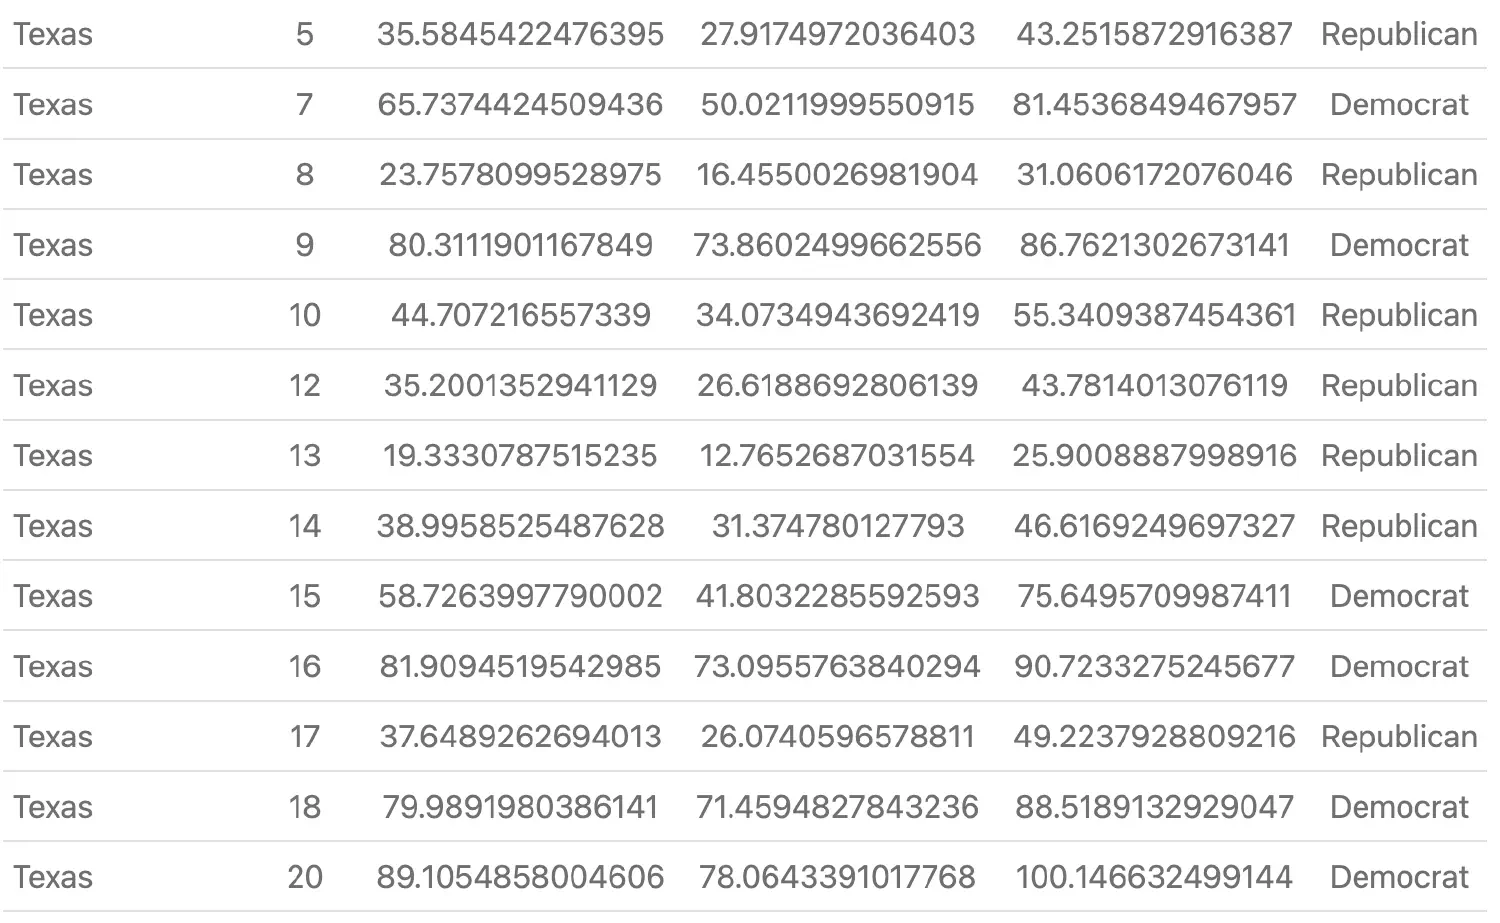 Texas 5 35.5845422476395 27.9174972036403 43.2515872916387 Republican
Texas 7 65.7374424509436 50.0211999550915 81.4536849467957 Democrat
Texas 8 23.7578099528975 16.4550026981904 31.0606172076046 Republican
Texas 9 80.3111901167849 73.8602499662556 86.7621302673141 Democrat
Texas 10 44.707216557339 34.0734943692419 55.3409387454361 Republican
Texas 12 35.2001352941129 26.6188692806139 43.7814013076119 Republican
Texas 13 19.3330787515235 12.7652687031554 25.9008887998916 Republican
Texas 14 38.9958525487628 31.374780127793 46.6169249697327 Republican
Texas 15 58.7263997790002 41.8032285592593 75.6495709987411 Democrat
Texas 16 81.9094519542985 73.0955763840294 90.7233275245677 Democrat
Texas 17 37.6489262694013 26.0740596578811 49.2237928809216 Republican
Texas 18 79.9891980386141 71.4594827843236 88.5189132929047 Democrat
Texas 20 89.1054858004606 78.0643391017768 100.146632499144 Democrat